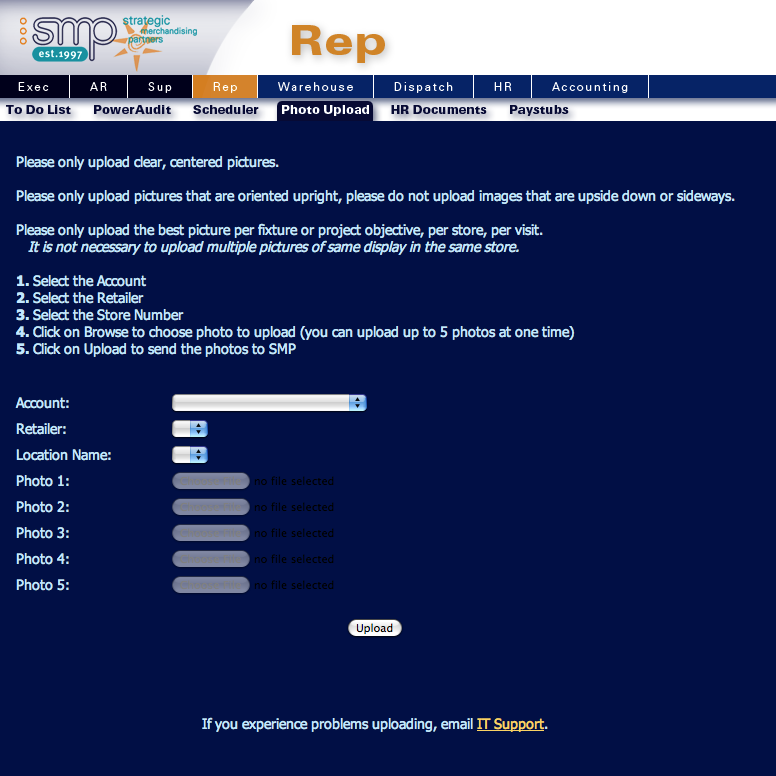 smp strategic merchandising partners
est.1997
Rep
Exec AR Sup Rep Warehouse Dispatch HR Accounting
To Do List PowerAudit Scheduler Photo Upload HR Documents Paystubs
Please only upload clear, centered pictures.
Please only upload pictures that are oriented upright, please do not upload images that are upside down or sideways.
Please only upload the best picture per fixture or project objective, per store, per visit.
It is not necessary to upload multiple pictures of same display in the same store.
1. Select the Account
2. Select the Retailer
3. Select the Store Number
4. Click on Browse to choose photo to upload (you can upload up to 5 photos at one time)
5. Click on Upload to send the photos to SMP
Account:
Retailer:
Location Name:
Photo 1: no file selected
Photo 2: no file selected
Photo 3: no file selected
Photo 4: no file selected
Photo 5: no file selected
Upload
If you experience problems uploading, email IT Support.